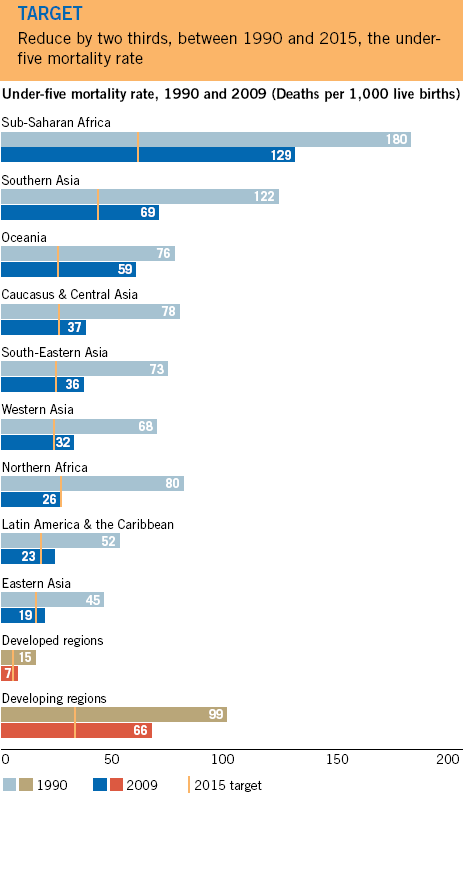 TARGET
Reduce by two thirds, between 1990 and 2015, the under-
five mortality rate
Under-five mortality rate, 1990 and 2009 (Deaths per 1,000 live births)
Sub-Saharan Africa
180
129
Southern Asia
122
69
Oceania
76
59
Caucasus & Central Asia
78
37
South-Eastern Asia
73
36
Western Asia
68
32
Northern Africa
80
26
Latin America & the Caribbean
52
23
Eastern Asia
45
19
Developed regions
15
7
Developing regions
99
66
0 50 100 150 200
1990 2009 2015 target